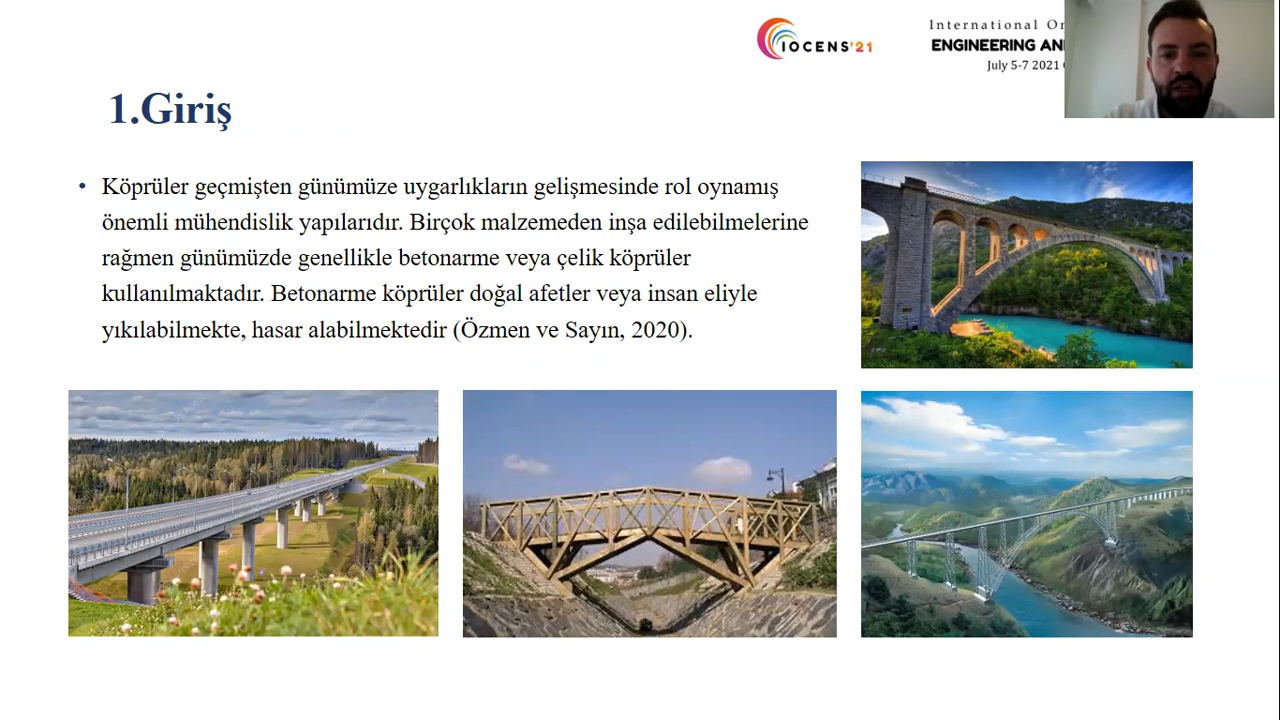 IOCENS'21
International
ENGINEERING
July 5-7 2021
1.Giriş
• Köprüler geçmişten günümüze uygarlıkların gelişmesinde rol oynamış
önemli mühendislik yapılarıdır. Birçok malzemeden inşa edilebilmelerine
rağmen günümüzde genellikle betonarme veya çelik köprüler
kullanılmaktadır. Betonarme köprüler doğal afetler veya insan eliyle
yıkılabilmekte, hasar alabilmektedir (Özmen ve Sayın, 2020).